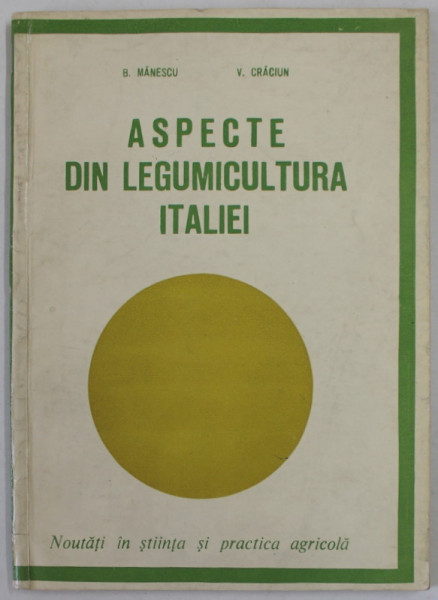 B. MĂNESCU V. CRĂCIUN
ASPECTE
DIN LEGUMICULTURA
ITALIEI
Noutăți în știința și practica agricolă